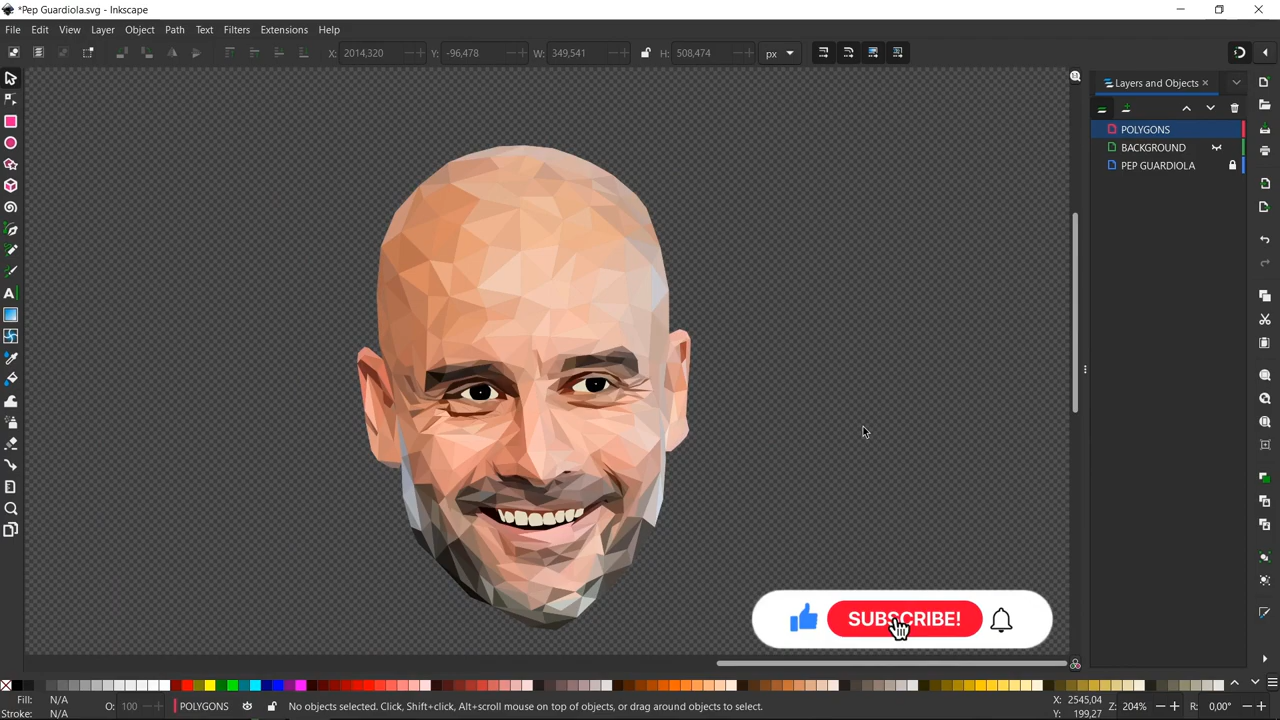 *Pep Guardiola.svg - Inkscape
File Edit View Layer Object Path Text Filters Extensions Help
X: 2014,320 Y: -96,478 W: 349,541 H: 508,474 px
Layers and Objects
POLYGONS
BACKGROUND
PEP GUARDIOLA
SUBSCRIBE!
Fill: N/A O: 100 POLYGONS No objects selected. Click, Shift+click, Alt+scroll mouse on top of objects, or drag around objects to select. X: 2545,04 Z: 204% R: 0,00°
Stroke: N/A Y: 199,27